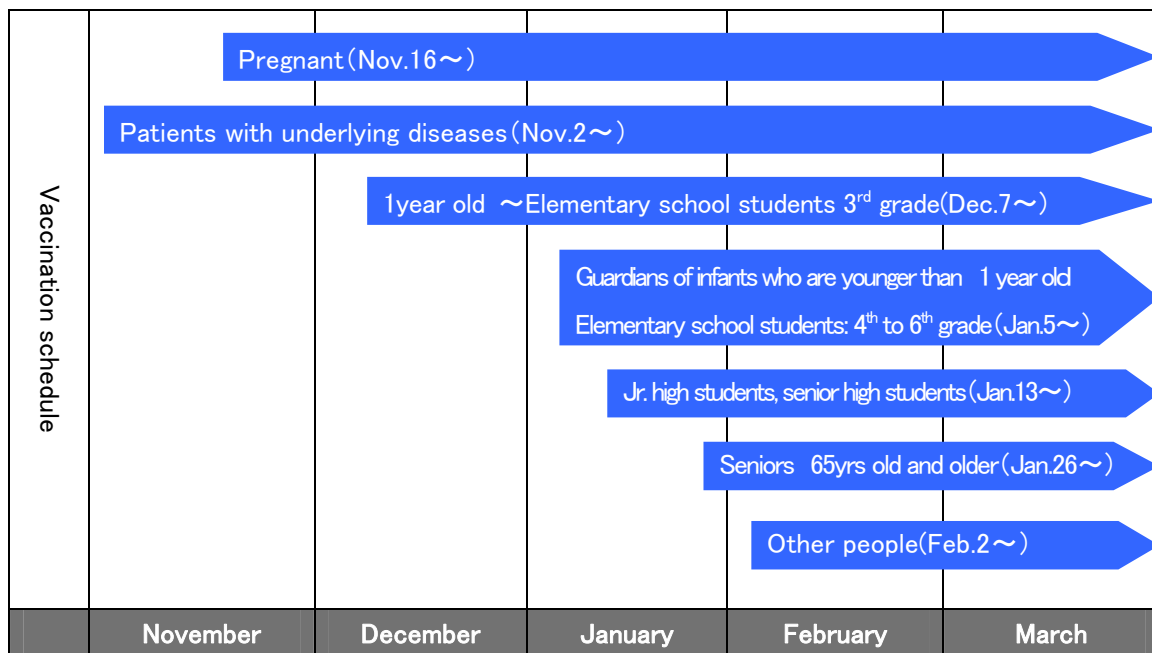 Vaccination schedule
Pregnant(Nov.16～)
Patients with underlying diseases(Nov.2～)
1year old ～Elementary school students 3rd grade(Dec.7～)
Guardians of infants who are younger than 1 year old
Elementary school students: 4th to 6th grade(Jan.5～)
Jr. high students, senior high students(Jan.13～)
Seniors 65yrs old and older(Jan.26～)
Other people(Feb.2～)
November December January February March